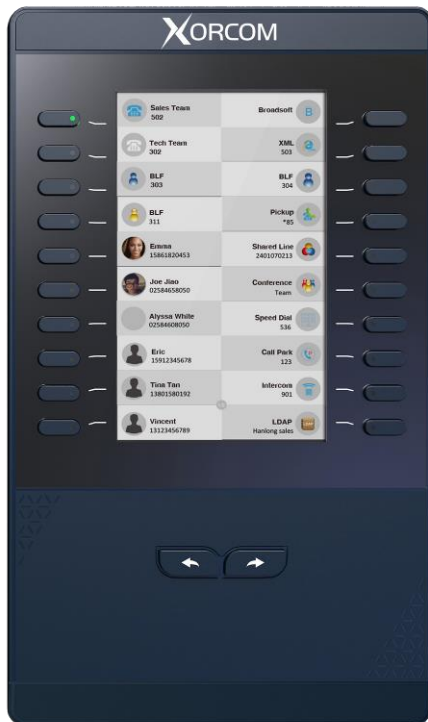 XORCOM
Sales Team
502
Broadsoft
B
Tech Team
302
XML
503
BLF
303
BLF
304
BLF
311
Pickup
*85
Emma
15861820453
Shared Line
2401070213
Joe Jiao
02584658050
Conference
Team
Alyssa White
02584608050
Speed Dial
536
Eric
15912345678
Call Park
123
Tina Tan
13801580192
Intercom
901
Vincent
13123456789
LDAP
Hanlong sales